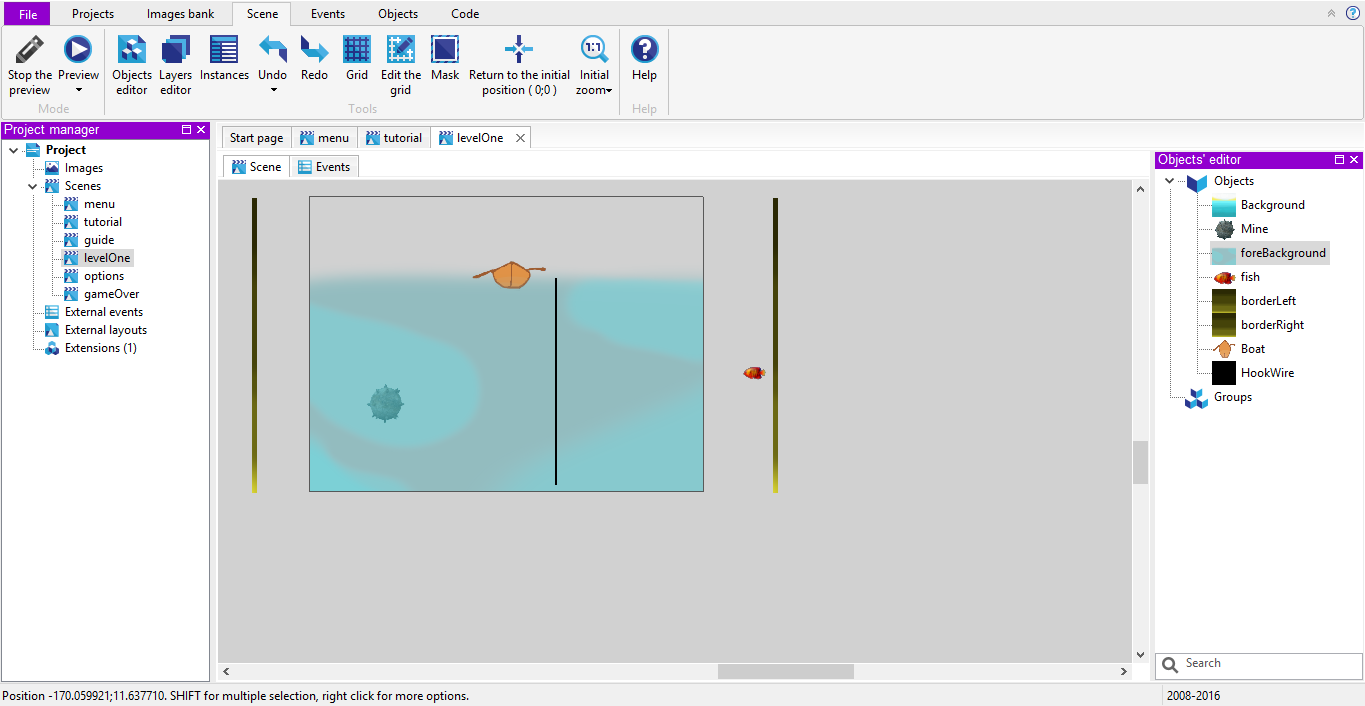 File Projects Images bank Scene Events Objects Code
Stop the preview Preview Objects editor Layers editor Instances Undo Redo Grid Edit the grid Mask Return to the initial position ( 0;0 ) Initial zoom 1:1 Help
Mode Tools Help
Project manager
Project
Images
Scenes
menu
tutorial
guide
levelOne
options
gameOver
External events
External layouts
Extensions (1)
Start page menu tutorial levelOne
Scene Events
Objects' editor
Objects
Background
Mine
foreBackground
fish
borderLeft
borderRight
Boat
HookWire
Groups
Search
Position -170.059921;11.637710. SHIFT for multiple selection, right click for more options.
2008-2016